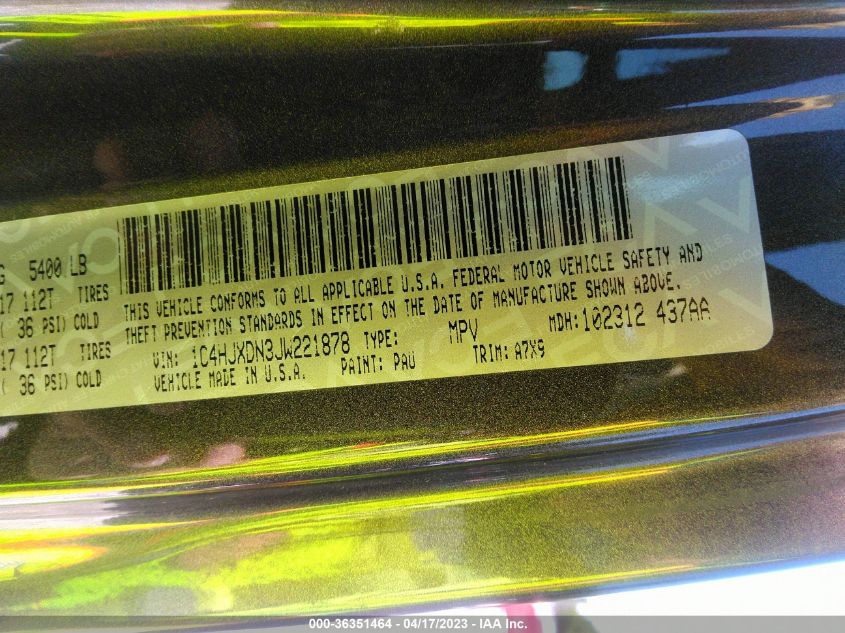 G 5400 LB
17 112T TIRES
( 36 PSI) COLD
17 112T TIRES
( 36 PSI) COLD
THIS VEHICLE CONFORMS TO ALL APPLICABLE U.S.A. FEDERAL MOTOR VEHICLE SAFETY AND
THEFT PREVENTION STANDARDS IN EFFECT ON THE DATE OF MANUFACTURE SHOWN ABOVE.
VIN: 1C4HJXDN3JW221878 TYPE: MPV MDH: 102312 437AA
VEHICLE MADE IN U.S.A. PAINT: PAU TRIM: A7X9
000-36351464 - 04/17/2023 - IAA Inc.